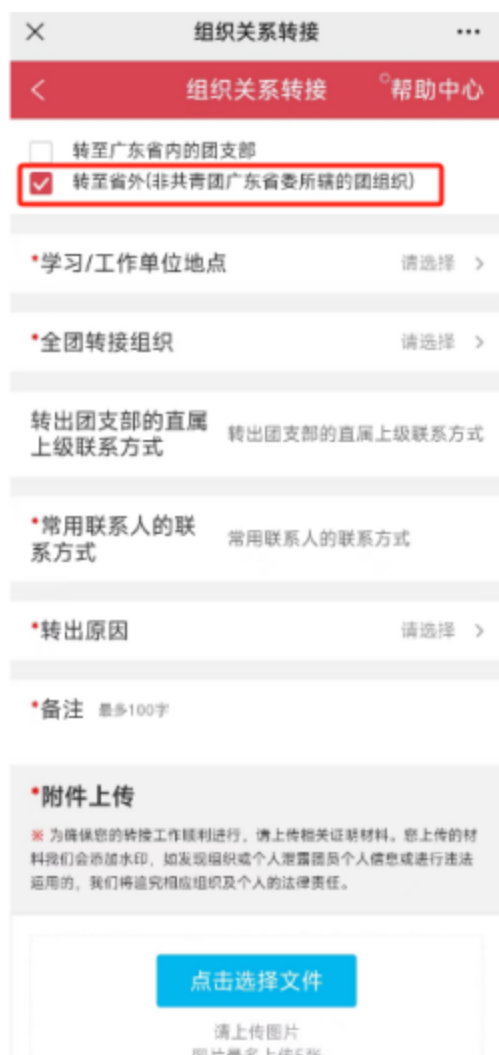 组织关系转接
组织关系转接
帮助中心
转至广东省内的团支部
转至省外(非共青团广东省委所辖的团组织)
*学习/工作单位地点 请选择
*全团转接组织 请选择
转出团支部的直属
上级联系方式
转出团支部的直属上级联系方式
*常用联系人的联
系方式
常用联系人的联系方式
*转出原因 请选择
*备注 最多100字
*附件上传
※ 为确保您的转接工作顺利进行，请上传相关证明材料。您上传的材
料我们会添加水印，如发现组织或个人泄露团员个人信息或进行违法
运用的，我们将追究相应组织及个人的法律责任。
点击选择文件
请上传图片
图片最多上传5张